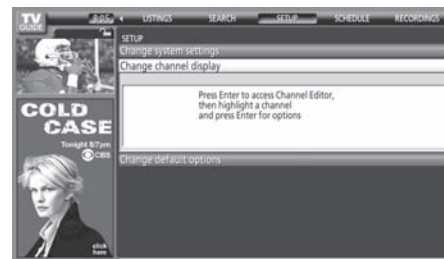 TV
GUIDE
8:05
LISTINGS SEARCH SETUP SCHEDULE RECORDINGS
SETUP
Change system settings
Change channel display
Press Enter to access Channel Editor,
then highlight a channel
and press Enter for options
Change default options
COLD
CASE
Tonight 8/7pm
CBS
click
here